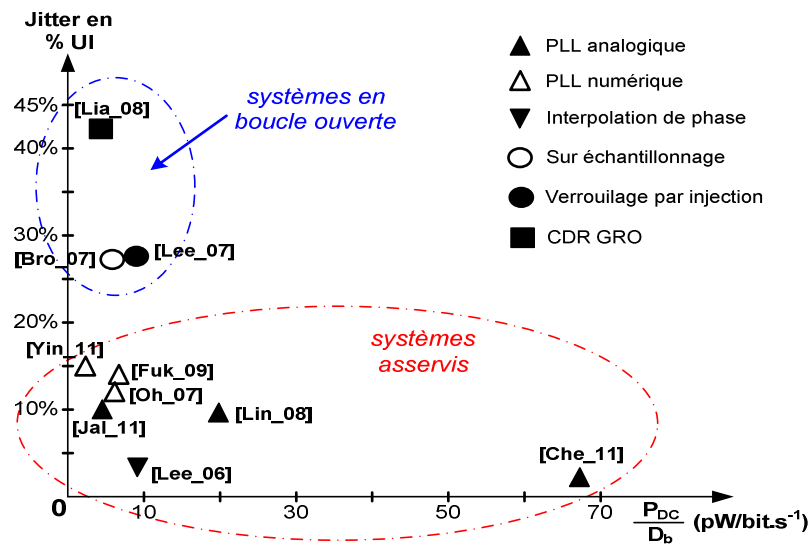 Jitter en
% UI
45%
40%
30%
20%
10%
0
10
30
50
70
P_DC
D_b
(pW/bit.s⁻¹)
[Lia_08]
systèmes en
boucle ouverte
[Bro_07]
[Lee_07]
[Yin_11]
[Fuk_09]
[Oh_07]
[Jal_11]
[Lin_08]
[Lee_06]
[Che_11]
systèmes
asservis
PLL analogique
PLL numérique
Interpolation de phase
Sur échantillonnage
Verrouilage par injection
CDR GRO